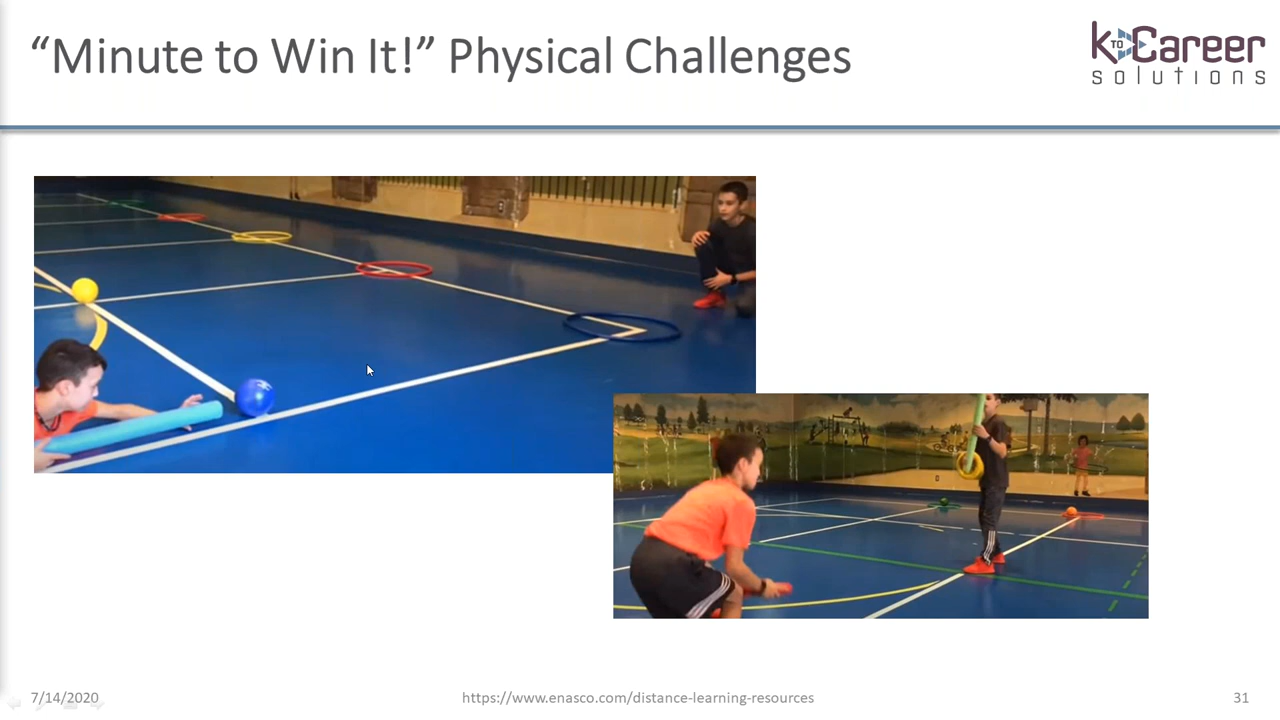 “Minute to Win It!” Physical Challenges
K TO Career
solutions
7/14/2020
https://www.enasco.com/distance-learning-resources
31